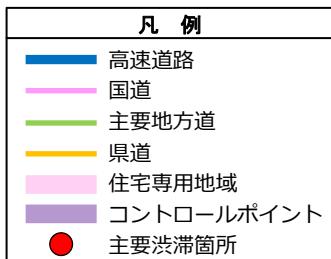 凡 例
高速道路
国道
主要地方道
県道
住宅専用地域
コントロールポイント
主要渋滞箇所